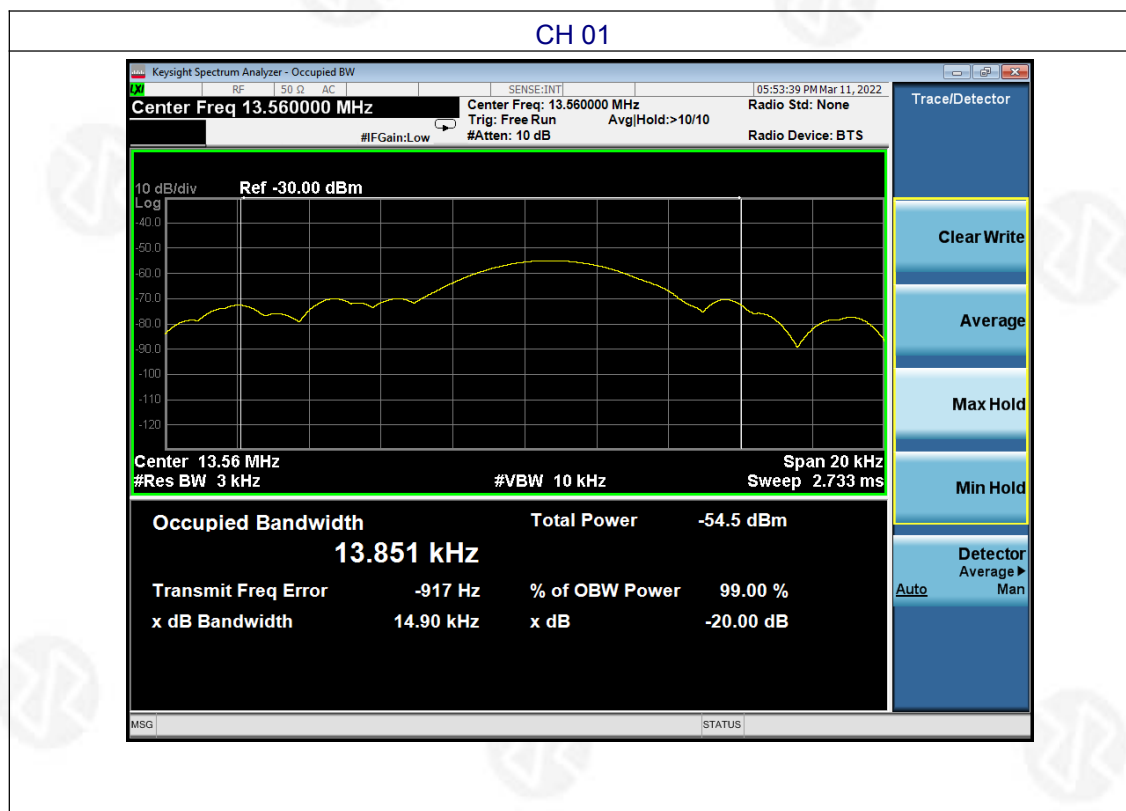 CH 01
Keysight Spectrum Analyzer - Occupied BW
LXI RF 50 Ω AC SENSE:INT 05:53:39 PM Mar 11, 2022
Center Freq 13.560000 MHz
Center Freq: 13.560000 MHz
Radio Std: None
Trig: Free Run Avg|Hold:>10/10
#IFGain:Low #Atten: 10 dB Radio Device: BTS
10 dB/div Ref -30.00 dBm
Log
-40.0
-50.0
-60.0
-70.0
-80.0
-90.0
-100
-110
-120
Center 13.56 MHz Span 20 kHz
#Res BW 3 kHz #VBW 10 kHz Sweep 2.733 ms
Occupied Bandwidth Total Power -54.5 dBm
13.851 kHz
Transmit Freq Error -917 Hz % of OBW Power 99.00 %
x dB Bandwidth 14.90 kHz x dB -20.00 dB
MSG STATUS
Trace/Detector
Clear Write
Average
Max Hold
Min Hold
Detector
Average▶
Auto Man